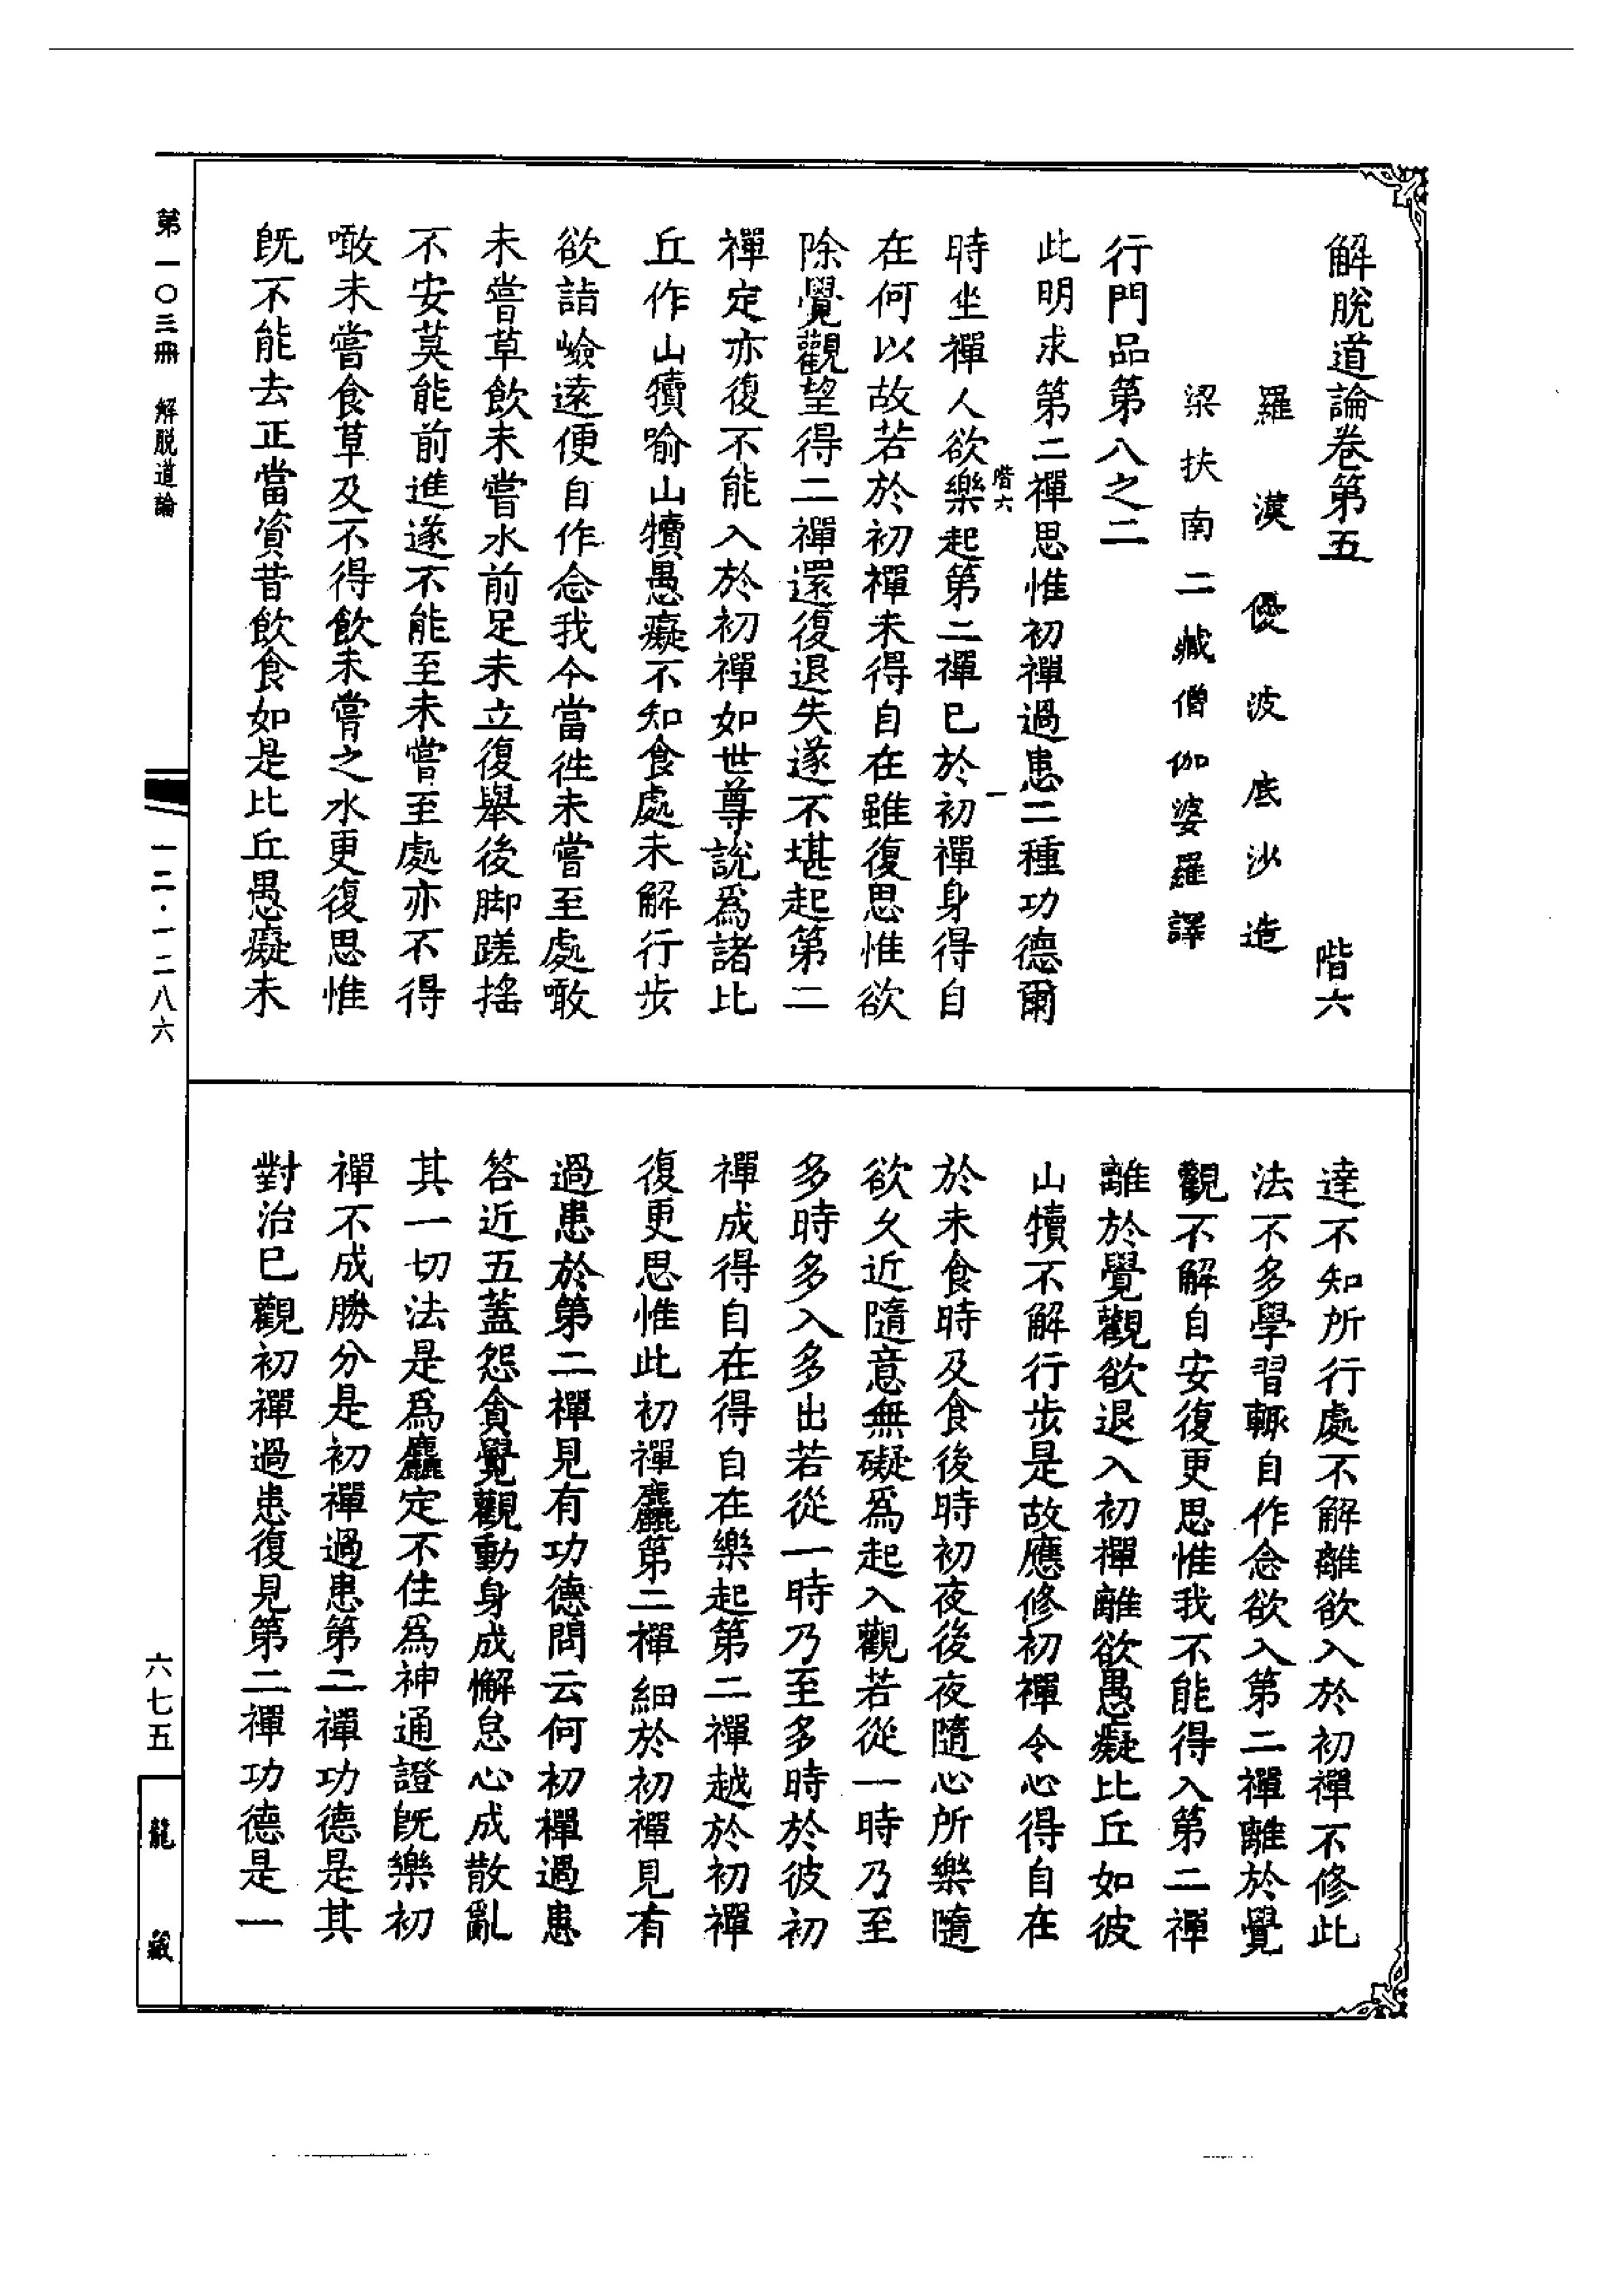 解脫道論卷第五 階六
羅漢優波底沙造
梁扶南二藏僧伽婆羅譯
行門品第八之二
此明求第二禪思惟初禪過患二種功德爾
階六 一
時坐禪人欲樂起第二禪已於初禪身得自
在何以故若於初禪未得自在雖復思惟欲
除覺觀望得二禪還復退失遂不堪起第二
禪定亦復不能入於初禪如世尊說爲諸比
丘作山犢喻山犢愚癡不知食處未解行步
欲詣嶮遠便自作念我今當徃未嘗至處噉
未嘗草飲未嘗水前足未立復舉後脚蹉搖
不安莫能前進遂不能至未嘗至處亦不得
噉未嘗食草及不得飲未嘗之水更復思惟
旣不能去正當資昔飲食如是比丘愚癡未
達不知所行處不解離欲入於初禪不修此
法不多學習輒自作念欲入第二禪離於覺
觀不解自安復更思惟我不能得入第二禪
離於覺觀欲退入初禪離欲愚癡比丘如彼
山犢不解行步是故應修初禪令心得自在
於未食時及食後時初夜後夜隨心所樂隨
欲久近隨意無礙爲起入觀若從一時乃至
多時多入多出若從一時乃至多時於彼初
禪成得自在得自在樂起第二禪越於初禪
復更思惟此初禪麤第二禪細於初禪見有
過患於第二禪見有功德問云何初禪過患
答近五蓋怨貪覺觀動身成懈怠心成散亂
其一切法是爲麤定不住爲神通證旣樂初
禪不成勝分是初禪過患第二禪功德是其
對治已觀初禪過患復見第二禪功德是一
第一〇三冊 解脫道論
一二·一二八六
六七五
龍藏